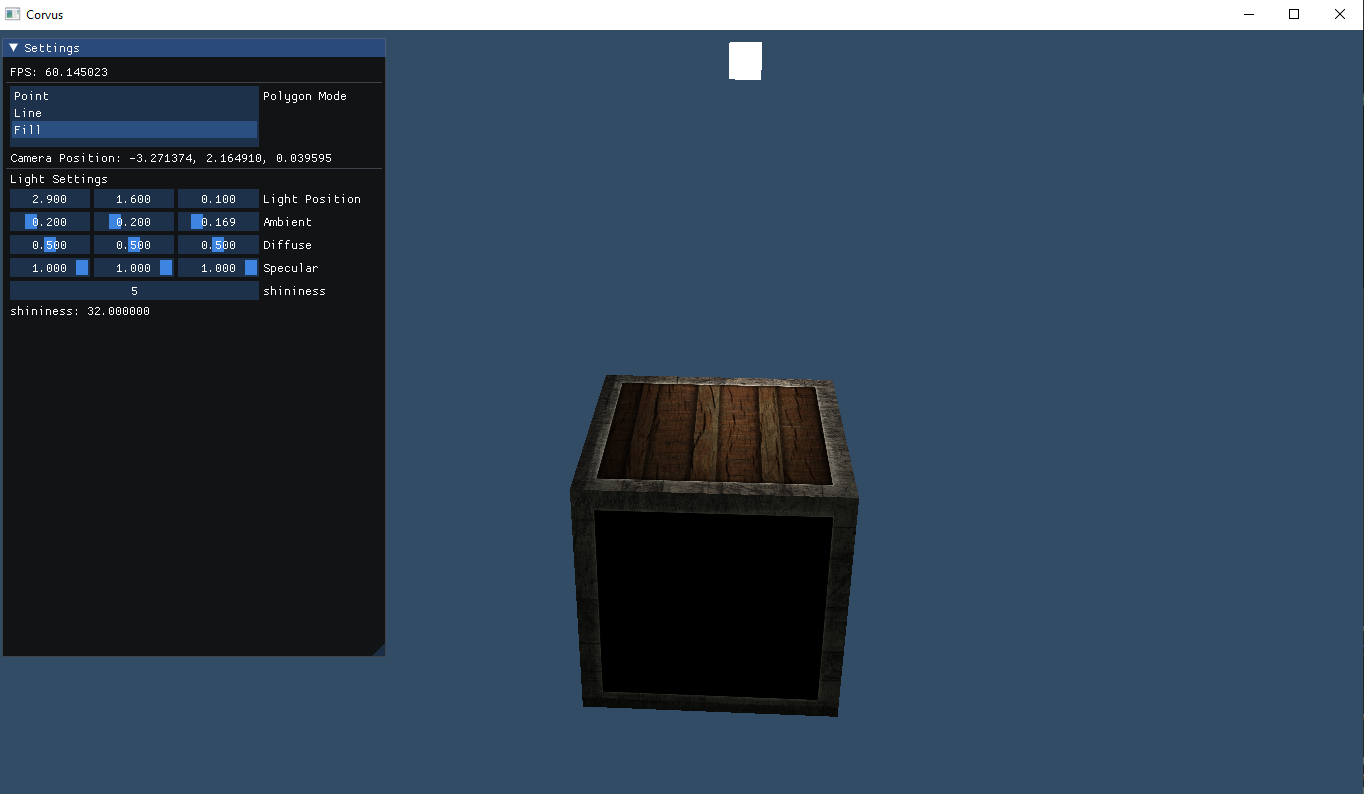 Corvus
Settings
FPS: 60.145023
Point Polygon Mode
Line
Fill
Camera Position: -3.271374, 2.164910, 0.039595
Light Settings
2.900 1.600 0.100 Light Position
0.200 0.200 0.169 Ambient
0.500 0.500 0.500 Diffuse
1.000 1.000 1.000 Specular
5 shininess
shininess: 32.000000